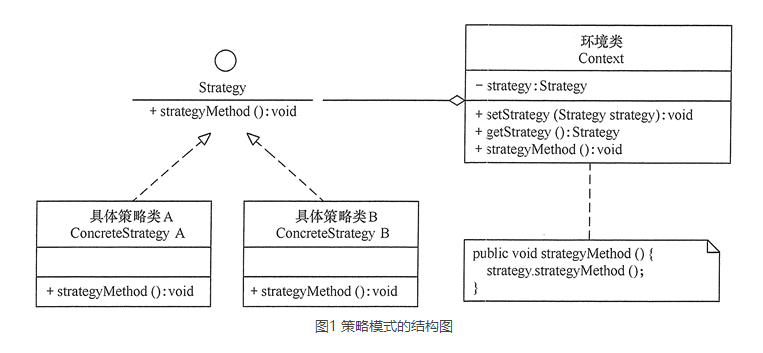 Strategy
+ strategyMethod():void
环境类
Context
- strategy:Strategy
+ setStrategy(Strategy strategy):void
+ getStrategy():Strategy
+ strategyMethod():void
具体策略类A
ConcreteStrategy A
+ strategyMethod():void
具体策略类B
ConcreteStrategy B
+ strategyMethod():void
public void strategyMethod() {
strategy.strategyMethod();
}
图1 策略模式的结构图